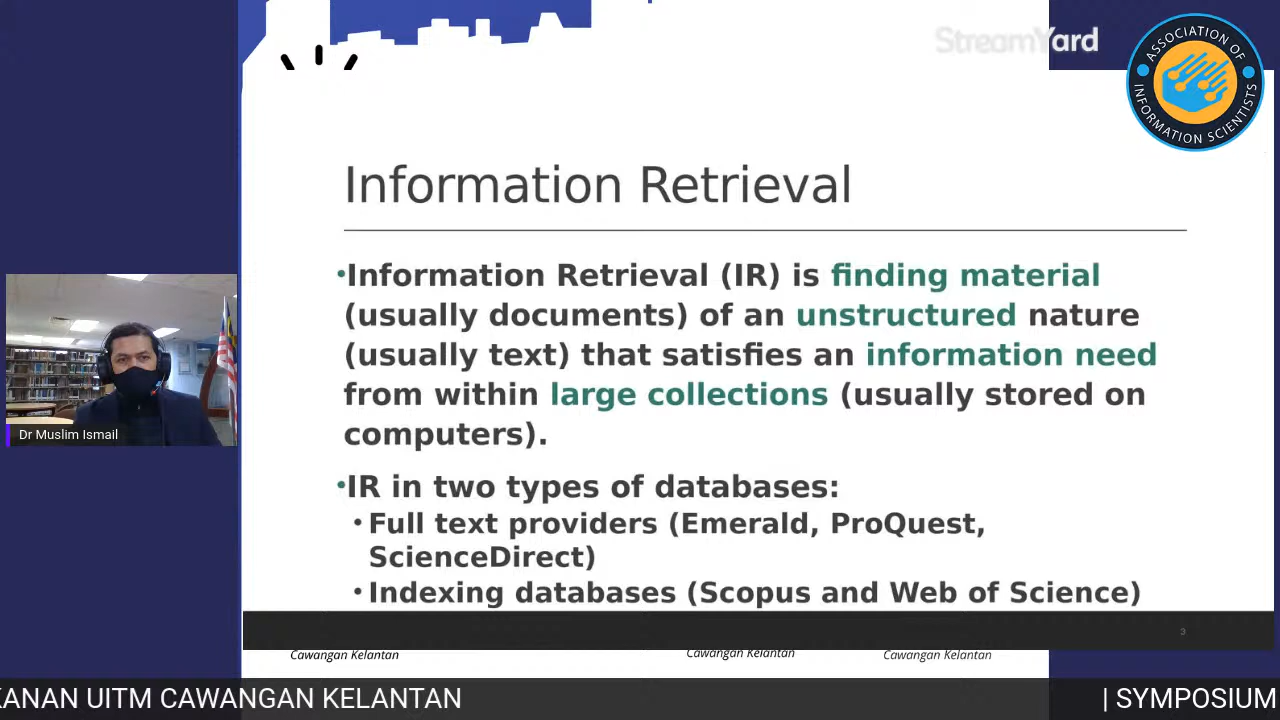 StreamYard
ASSOCIATION OF
INFORMATION SCIENTISTS
Information Retrieval
•Information Retrieval (IR) is finding material
(usually documents) of an unstructured nature
(usually text) that satisfies an information need
from within large collections (usually stored on
computers).
•IR in two types of databases:
•Full text providers (Emerald, ProQuest,
ScienceDirect)
•Indexing databases (Scopus and Web of Science)
3
Dr Muslim Ismail
Cawangan Kelantan
Cawangan Kelantan
Cawangan Kelantan
KANAN UITM CAWANGAN KELANTAN
| SYMPOSIUM